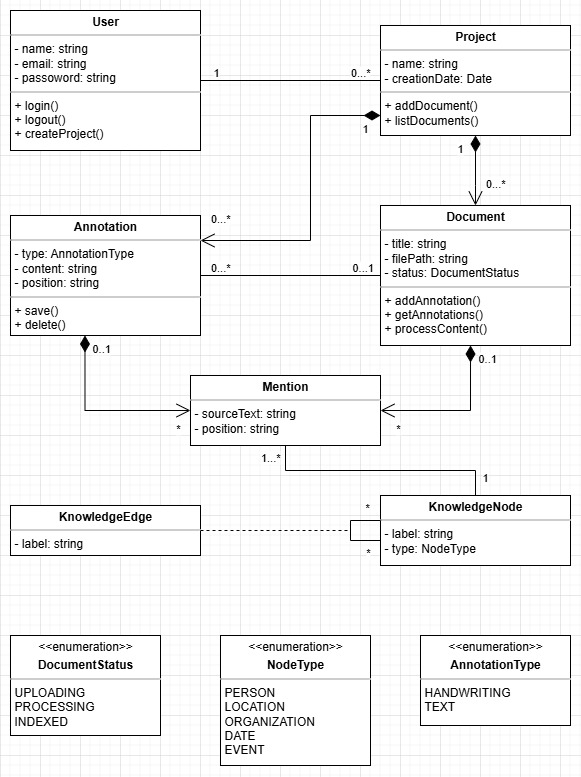 User
- name: string
- email: string
- passoword: string
+ login()
+ logout()
+ createProject()
1
0...*
Project
- name: string
- creationDate: Date
+ addDocument()
+ listDocuments()
1
1
0...*
0...*
Annotation
- type: AnnotationType
- content: string
- position: string
+ save()
+ delete()
0...*
0...1
Document
- title: string
- filePath: string
- status: DocumentStatus
+ addAnnotation()
+ getAnnotations()
+ processContent()
0..1
0..1
Mention
- sourceText: string
- position: string
*
*
1...*
1
KnowledgeEdge
- label: string
*
*
KnowledgeNode
- label: string
- type: NodeType
<<enumeration>>
DocumentStatus
UPLOADING
PROCESSING
INDEXED
<<enumeration>>
NodeType
PERSON
LOCATION
ORGANIZATION
DATE
EVENT
<<enumeration>>
AnnotationType
HANDWRITING
TEXT